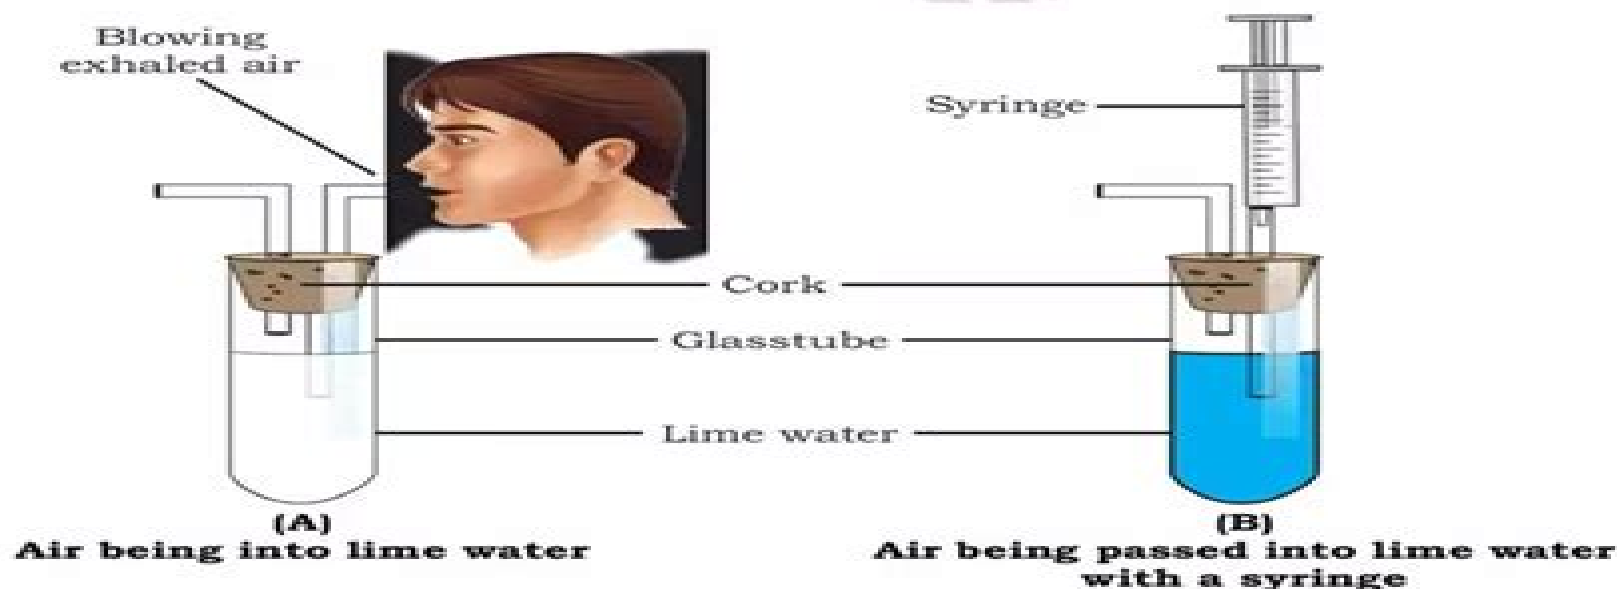 Blowing
exhaled air
Syringe
Cork
Glasstube
Lime water
(A)
Air being into lime water
(B)
Air being passed into lime water
with a syringe